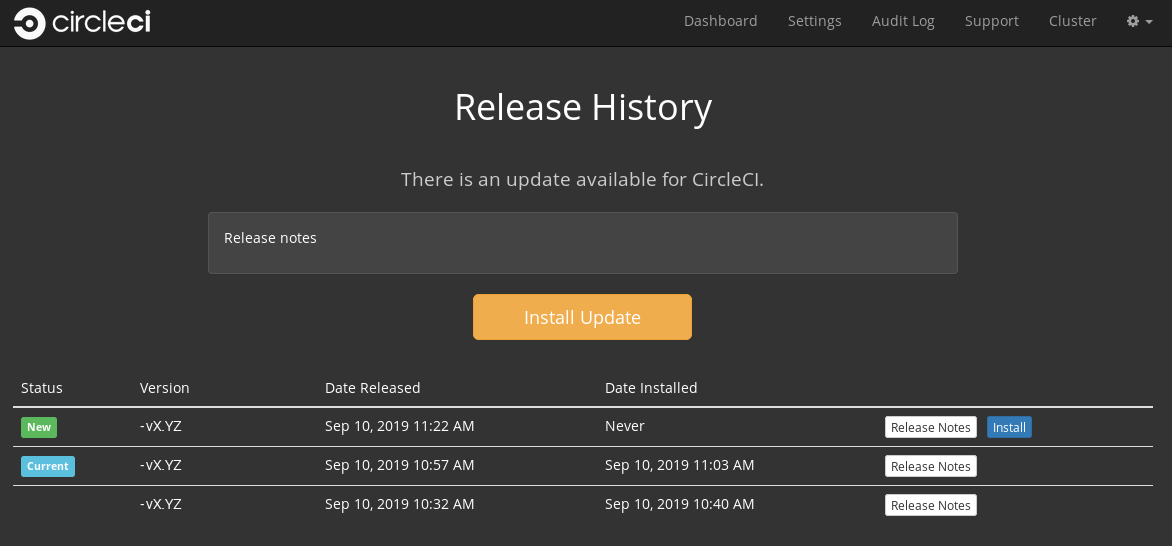 circleci Dashboard Settings Audit Log Support Cluster
Release History
There is an update available for CircleCI.
Release notes
Install Update
Status Version Date Released Date Installed
New -vX.YZ Sep 10, 2019 11:22 AM Never Release Notes Install
Current -vX.YZ Sep 10, 2019 10:57 AM Sep 10, 2019 11:03 AM Release Notes
-vX.YZ Sep 10, 2019 10:32 AM Sep 10, 2019 10:40 AM Release Notes